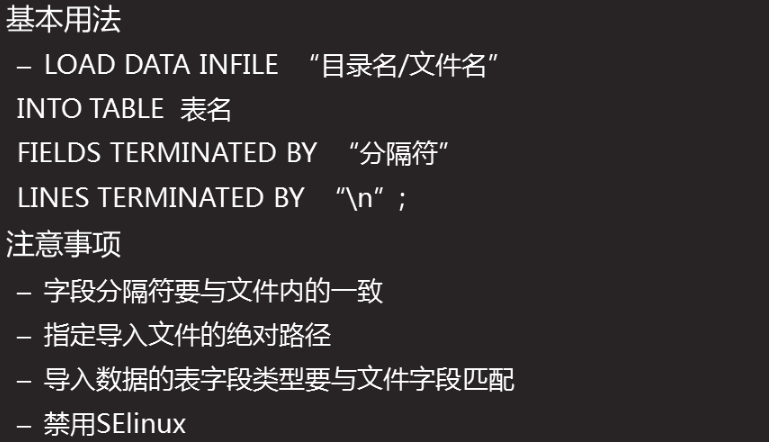 基本用法
– LOAD DATA INFILE “目录名/文件名”
INTO TABLE 表名
FIELDS TERMINATED BY “分隔符”
LINES TERMINATED BY “\n”;
注意事项
– 字段分隔符要与文件内的一致
– 指定导入文件的绝对路径
– 导入数据的表字段类型要与文件字段匹配
– 禁用SElinux